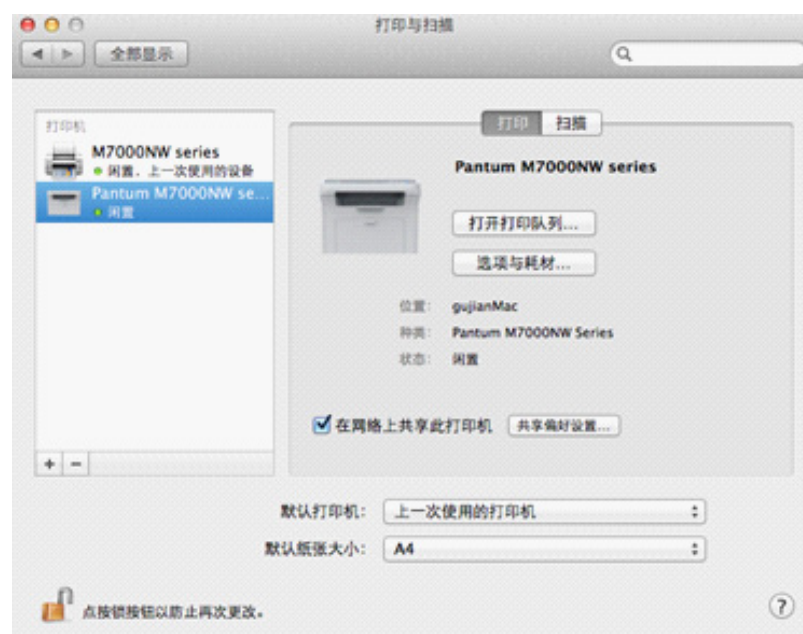 打印与扫描
全部显示
打印机
M7000NW series
闲置，上一次使用的设备
Pantum M7000NW se...
闲置
打印 扫描
Pantum M7000NW series
打开打印队列...
选项与耗材...
位置： gujianMac
种类： Pantum M7000NW Series
状态： 闲置
在网络上共享此打印机 共享偏好设置...
+ −
默认打印机： 上一次使用的打印机
默认纸张大小： A4
点按锁按钮以防止再次更改。
?